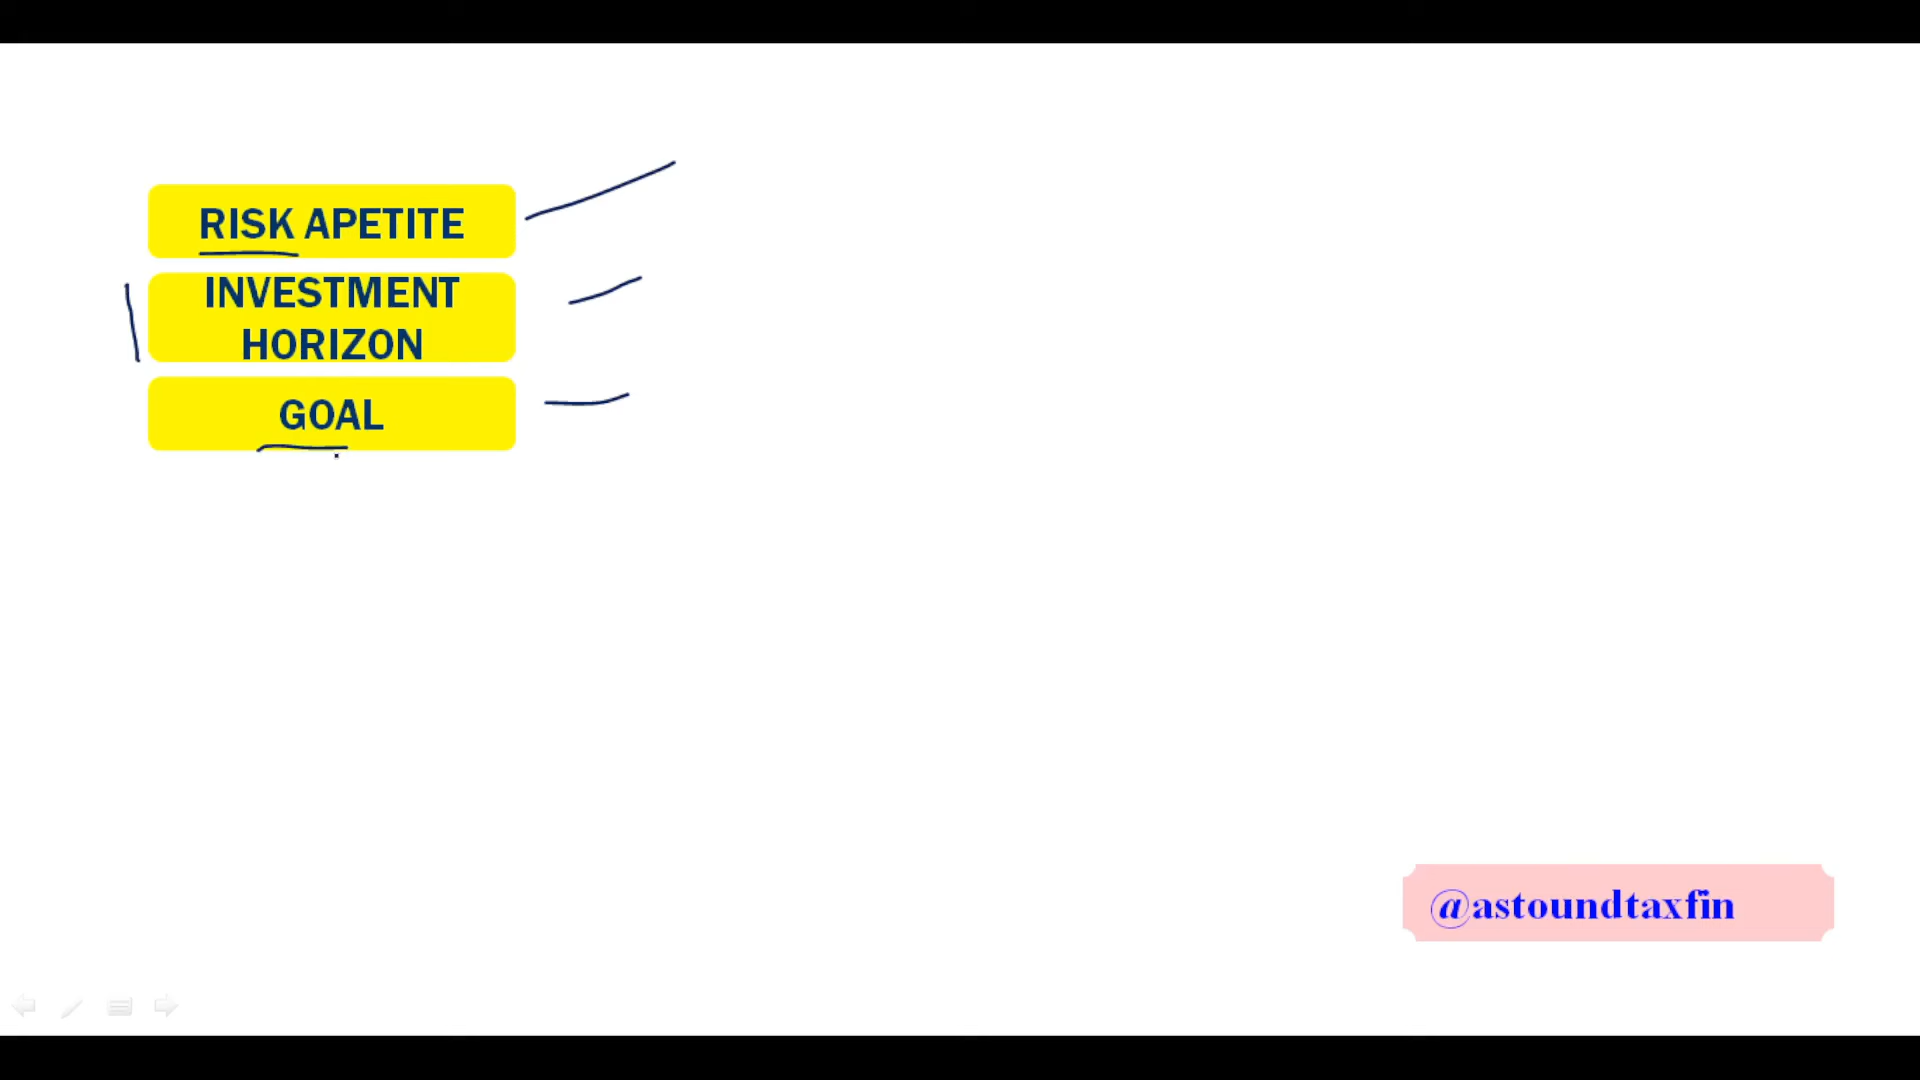 RISK APETITE
INVESTMENT
HORIZON
GOAL
@astoundtaxfin